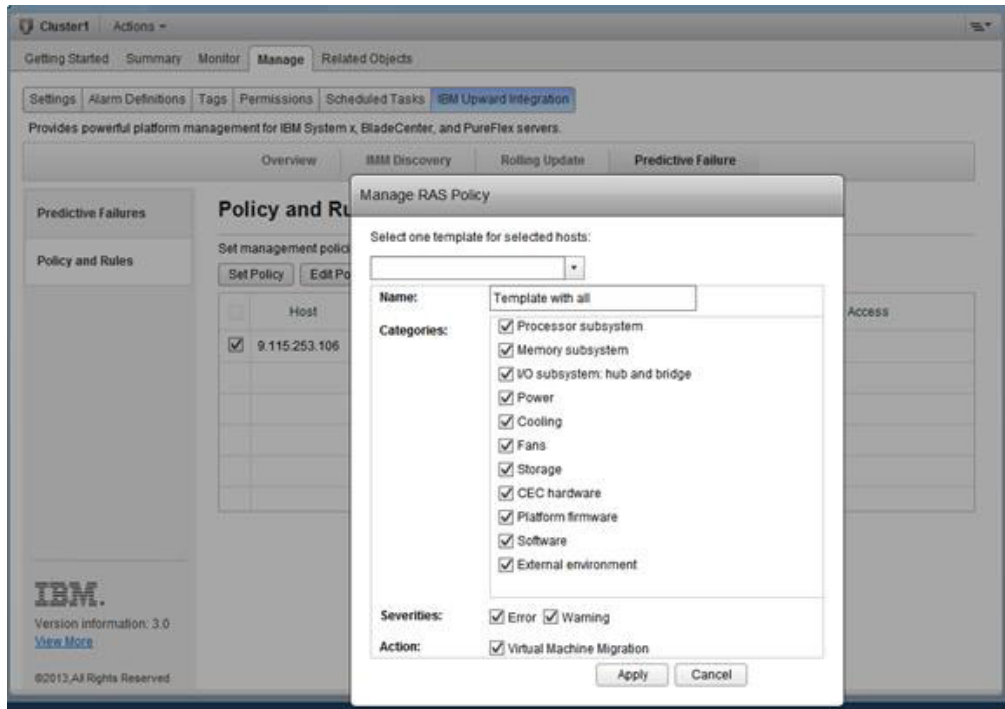 Cluster1 Actions
Getting Started Summary Monitor Manage Related Objects
Settings Alarm Definitions Tags Permissions Scheduled Tasks IBM Upward Integration
Provides powerful platform management for IBM System x, BladeCenter, and PureFlex servers.
Overview IMM Discovery Rolling Update Predictive Failure
Predictive Failures
Policy and Rules
IBM.
Version information: 3.0
View More
©2013,All Rights Reserved
Policy and Ru
Set management polici
Set Policy Edit Po
Host Access
9.115.253.106
Manage RAS Policy
Select one template for selected hosts:
Name: Template with all
Categories: Processor subsystem
Memory subsystem
I/O subsystem: hub and bridge
Power
Cooling
Fans
Storage
CEC hardware
Platform firmware
Software
External environment
Severities: Error Warning
Action: Virtual Machine Migration
Apply Cancel